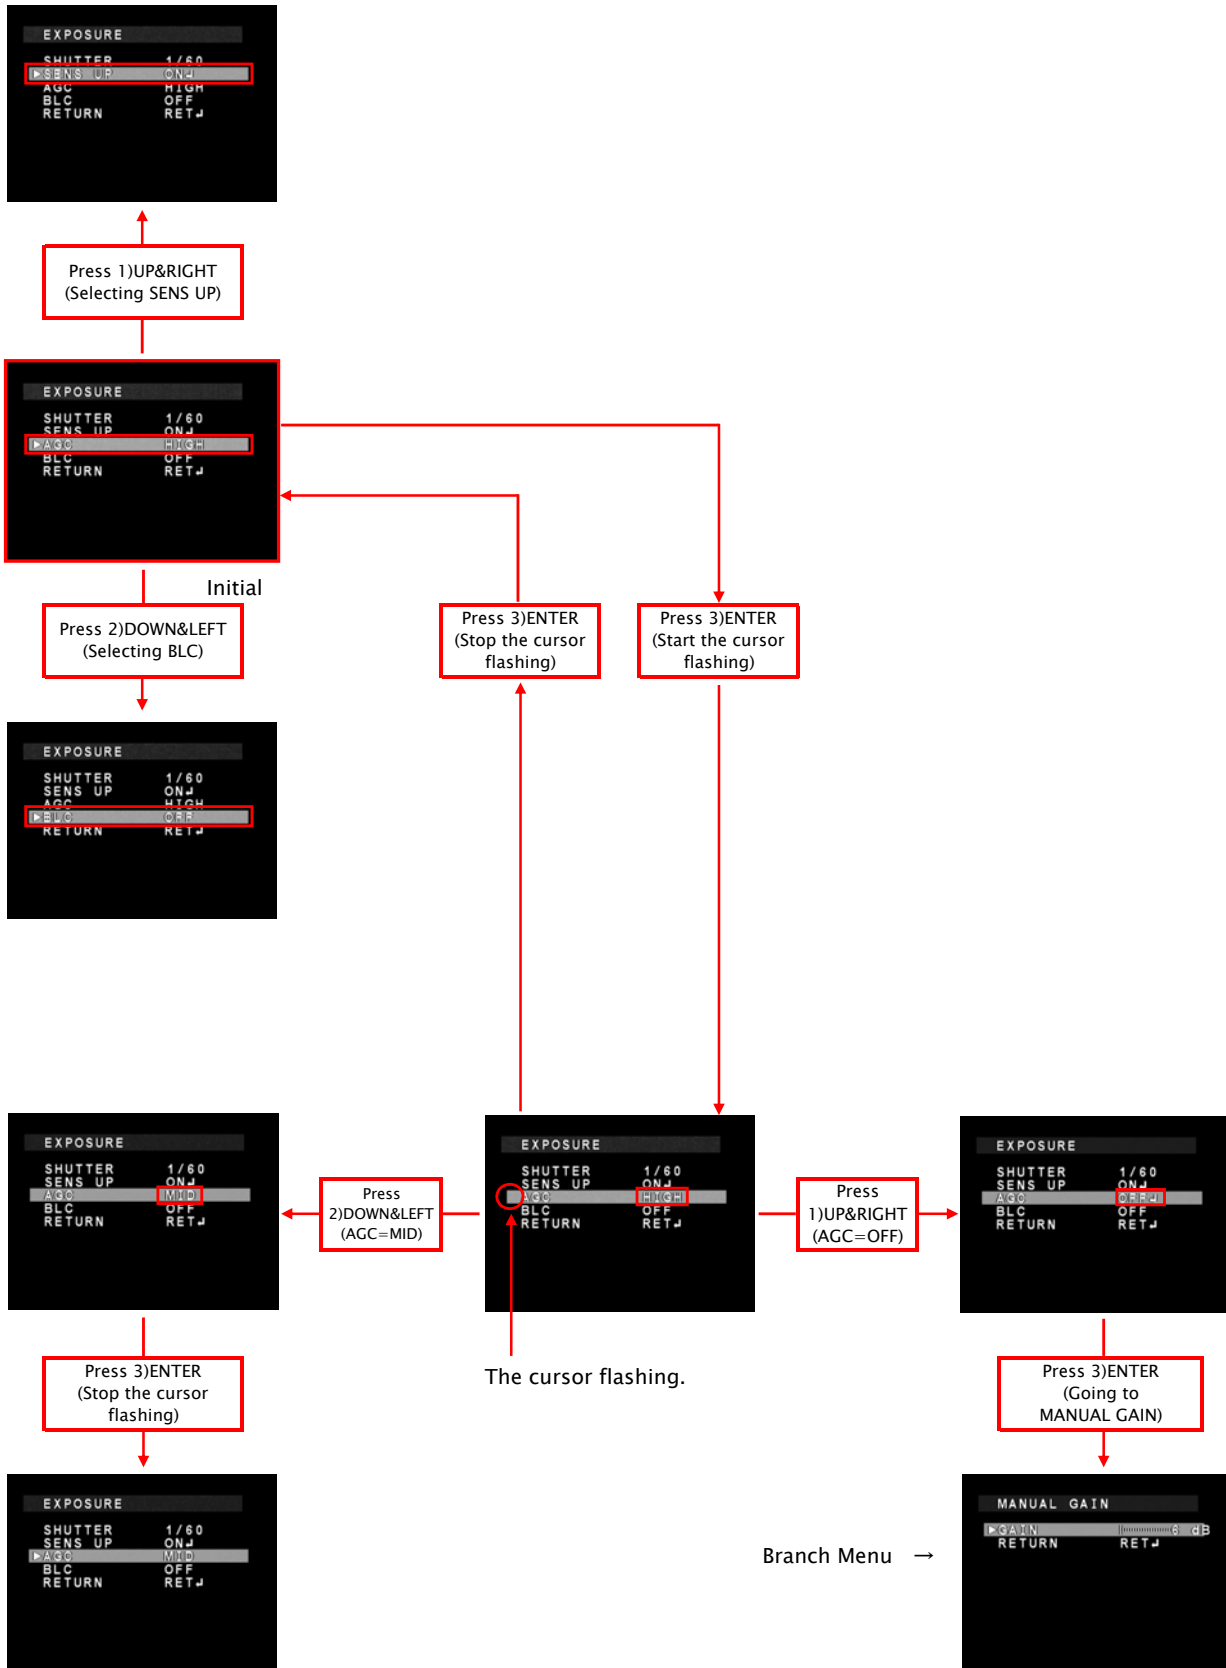 EXPOSURE
SHUTTER 1/60
▶SENS UP ON↲
AGC HIGH
BLC OFF
RETURN RET↲
Press 1)UP&RIGHT
(Selecting SENS UP)
EXPOSURE
SHUTTER 1/60
SENS UP ON↲
▶AGC HIGH
BLC OFF
RETURN RET↲
Initial
Press 2)DOWN&LEFT
(Selecting BLC)
Press 3)ENTER
(Stop the cursor
flashing)
Press 3)ENTER
(Start the cursor
flashing)
EXPOSURE
SHUTTER 1/60
SENS UP ON↲
AGC HIGH
▶BLC OFF
RETURN RET↲
EXPOSURE
SHUTTER 1/60
SENS UP ON↲
AGC MID
BLC OFF
RETURN RET↲
Press
2)DOWN&LEFT
(AGC=MID)
EXPOSURE
SHUTTER 1/60
SENS UP ON↲
AGC HIGH
BLC OFF
RETURN RET↲
Press
1)UP&RIGHT
(AGC=OFF)
EXPOSURE
SHUTTER 1/60
SENS UP ON↲
AGC OFF↲
BLC OFF
RETURN RET↲
The cursor flashing.
Press 3)ENTER
(Stop the cursor
flashing)
Press 3)ENTER
(Going to
MANUAL GAIN)
EXPOSURE
SHUTTER 1/60
SENS UP ON↲
▶AGC MID
BLC OFF
RETURN RET↲
Branch Menu →
MANUAL GAIN
▶GAIN 6 dB
RETURN RET↲